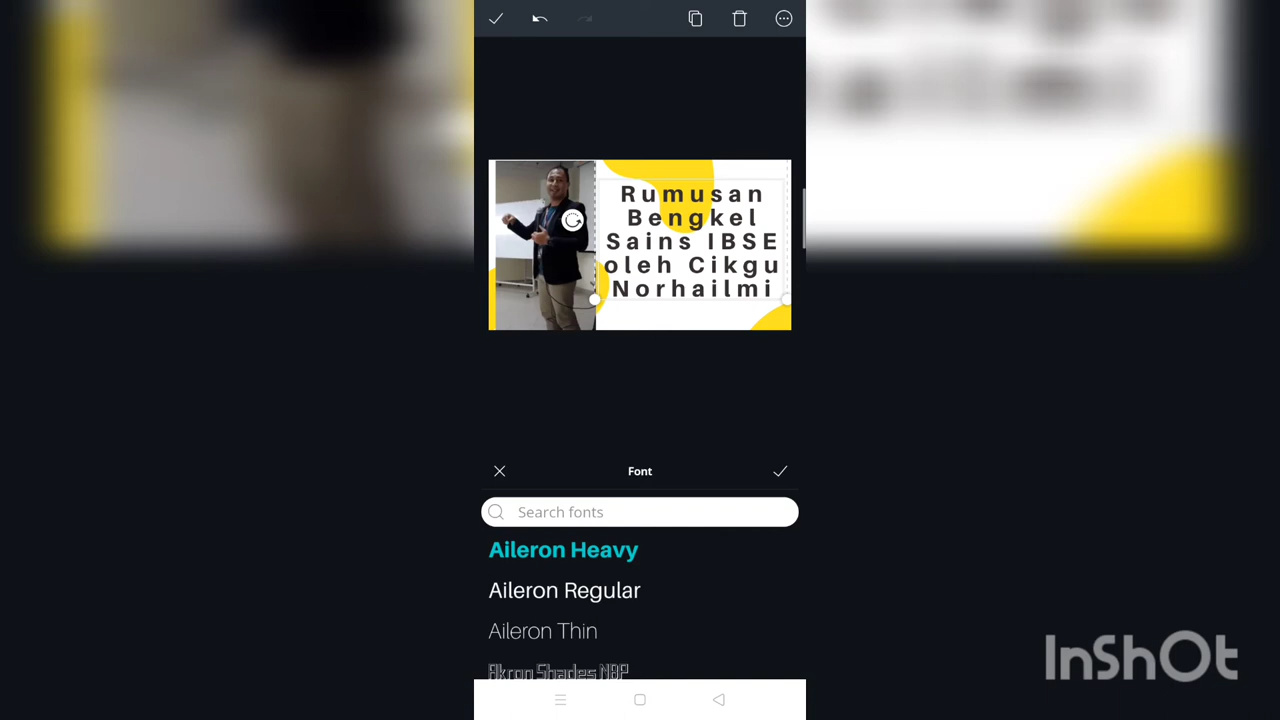 Rumusan
Bengkel
Sains IBSE
oleh Cikgu
Norhailmi
Font
Search fonts
Aileron Heavy
Aileron Regular
Aileron Thin
Akron Shades NBP
InShOt